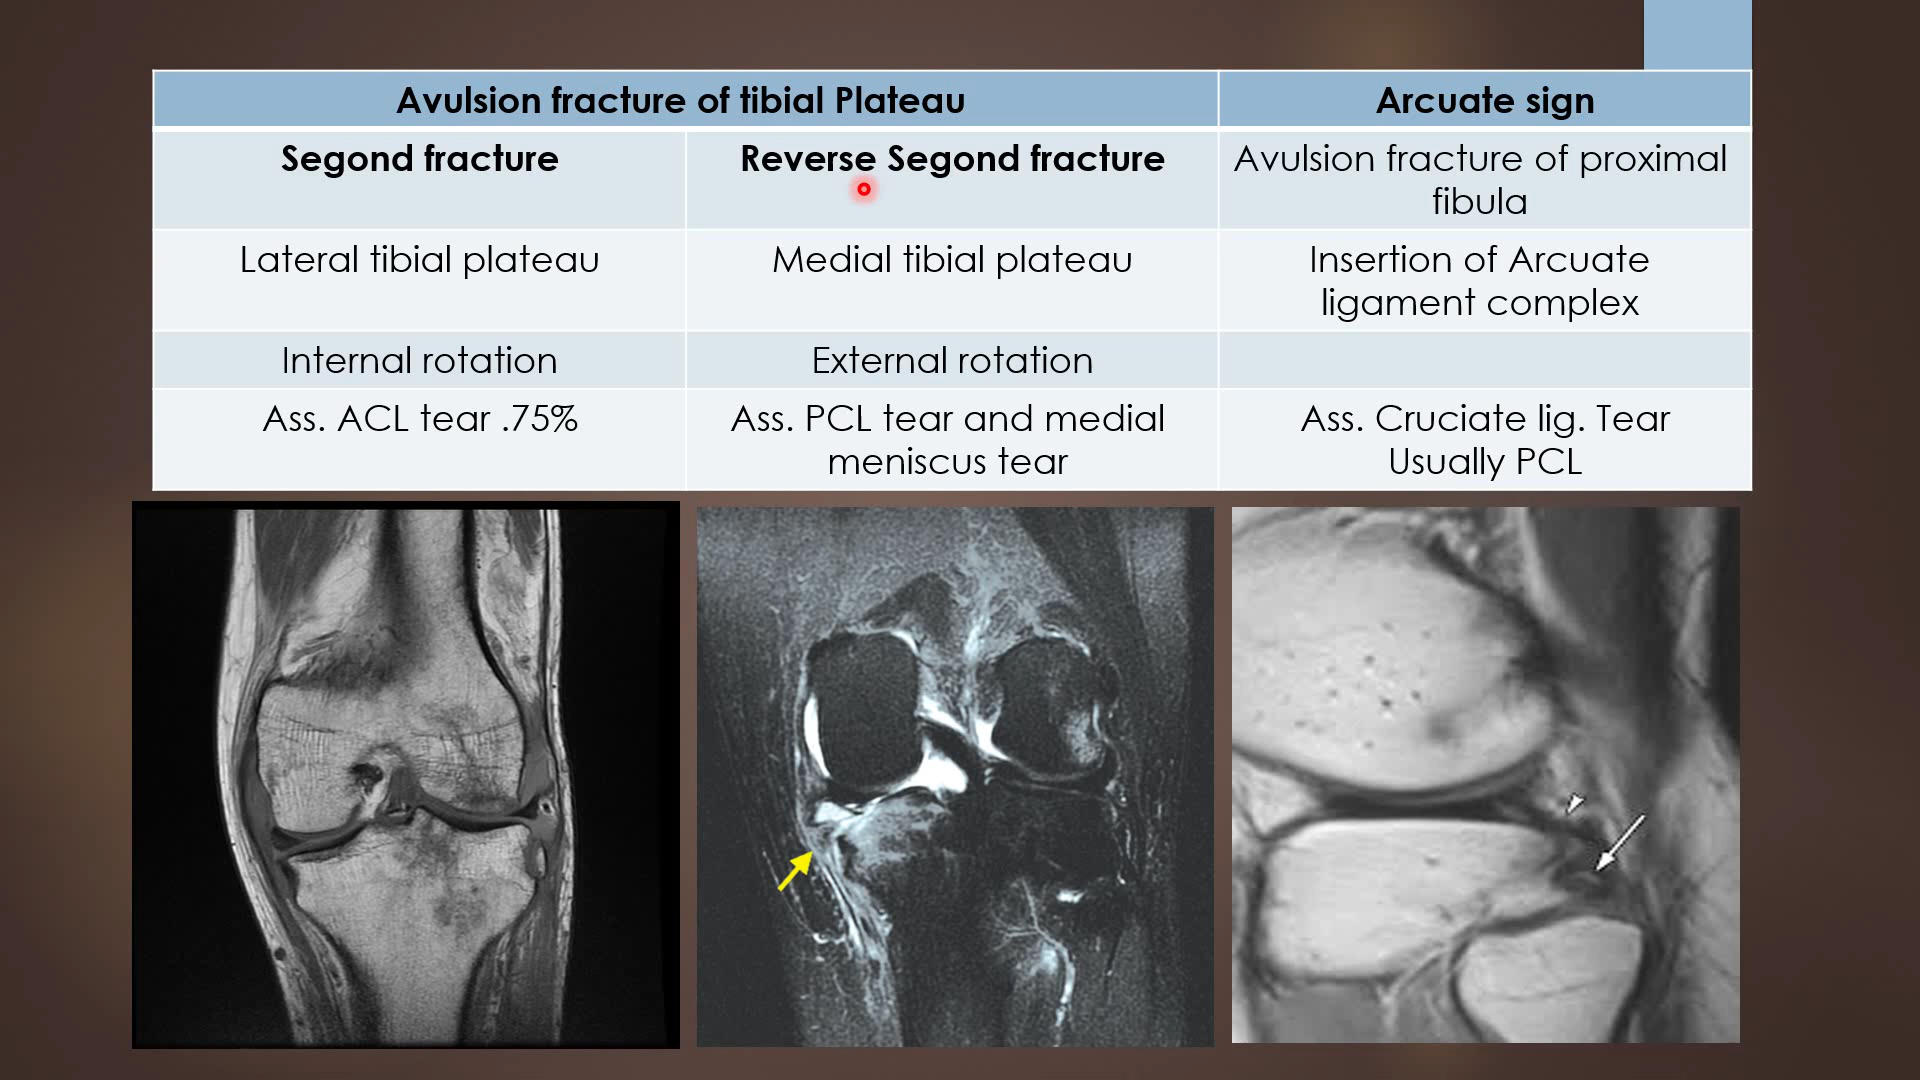 Avulsion fracture of tibial Plateau
Arcuate sign
Segond fracture
Reverse Segond fracture
Avulsion fracture of proximal
fibula
Lateral tibial plateau
Medial tibial plateau
Insertion of Arcuate
ligament complex
Internal rotation
External rotation
Ass. ACL tear .75%
Ass. PCL tear and medial
meniscus tear
Ass. Cruciate lig. Tear
Usually PCL